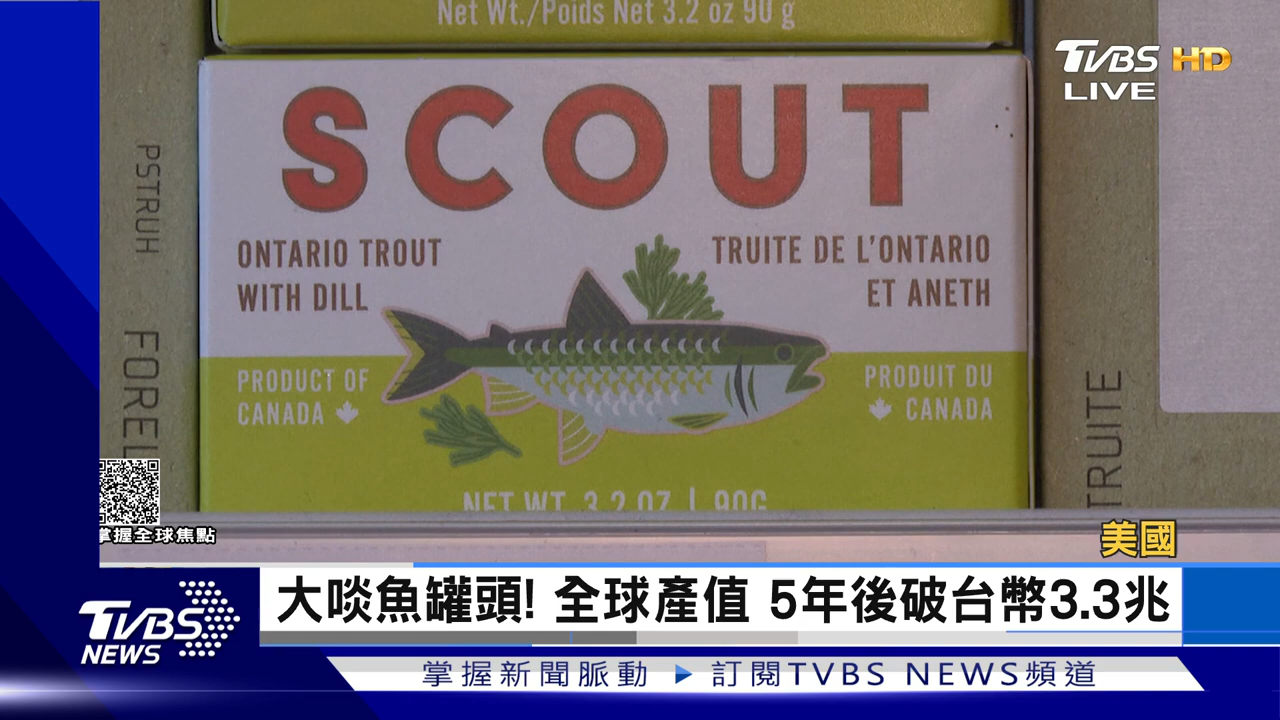 Net Wt./Poids Net 3.2 oz 90 g
TVBS HD
LIVE
SCOUT
ONTARIO TROUT
WITH DILL
TRUITE DE L'ONTARIO
ET ANETH
PRODUCT OF
CANADA
PRODUIT DU
CANADA
NET WT. 3.2 OZ | 90G
PSTRUH
FOREL
TRUITE
掌握全球焦點
美國
大啖魚罐頭! 全球產值 5年後破台幣3.3兆
TVBS
NEWS
掌握新聞脈動 ▶ 訂閱TVBS NEWS頻道